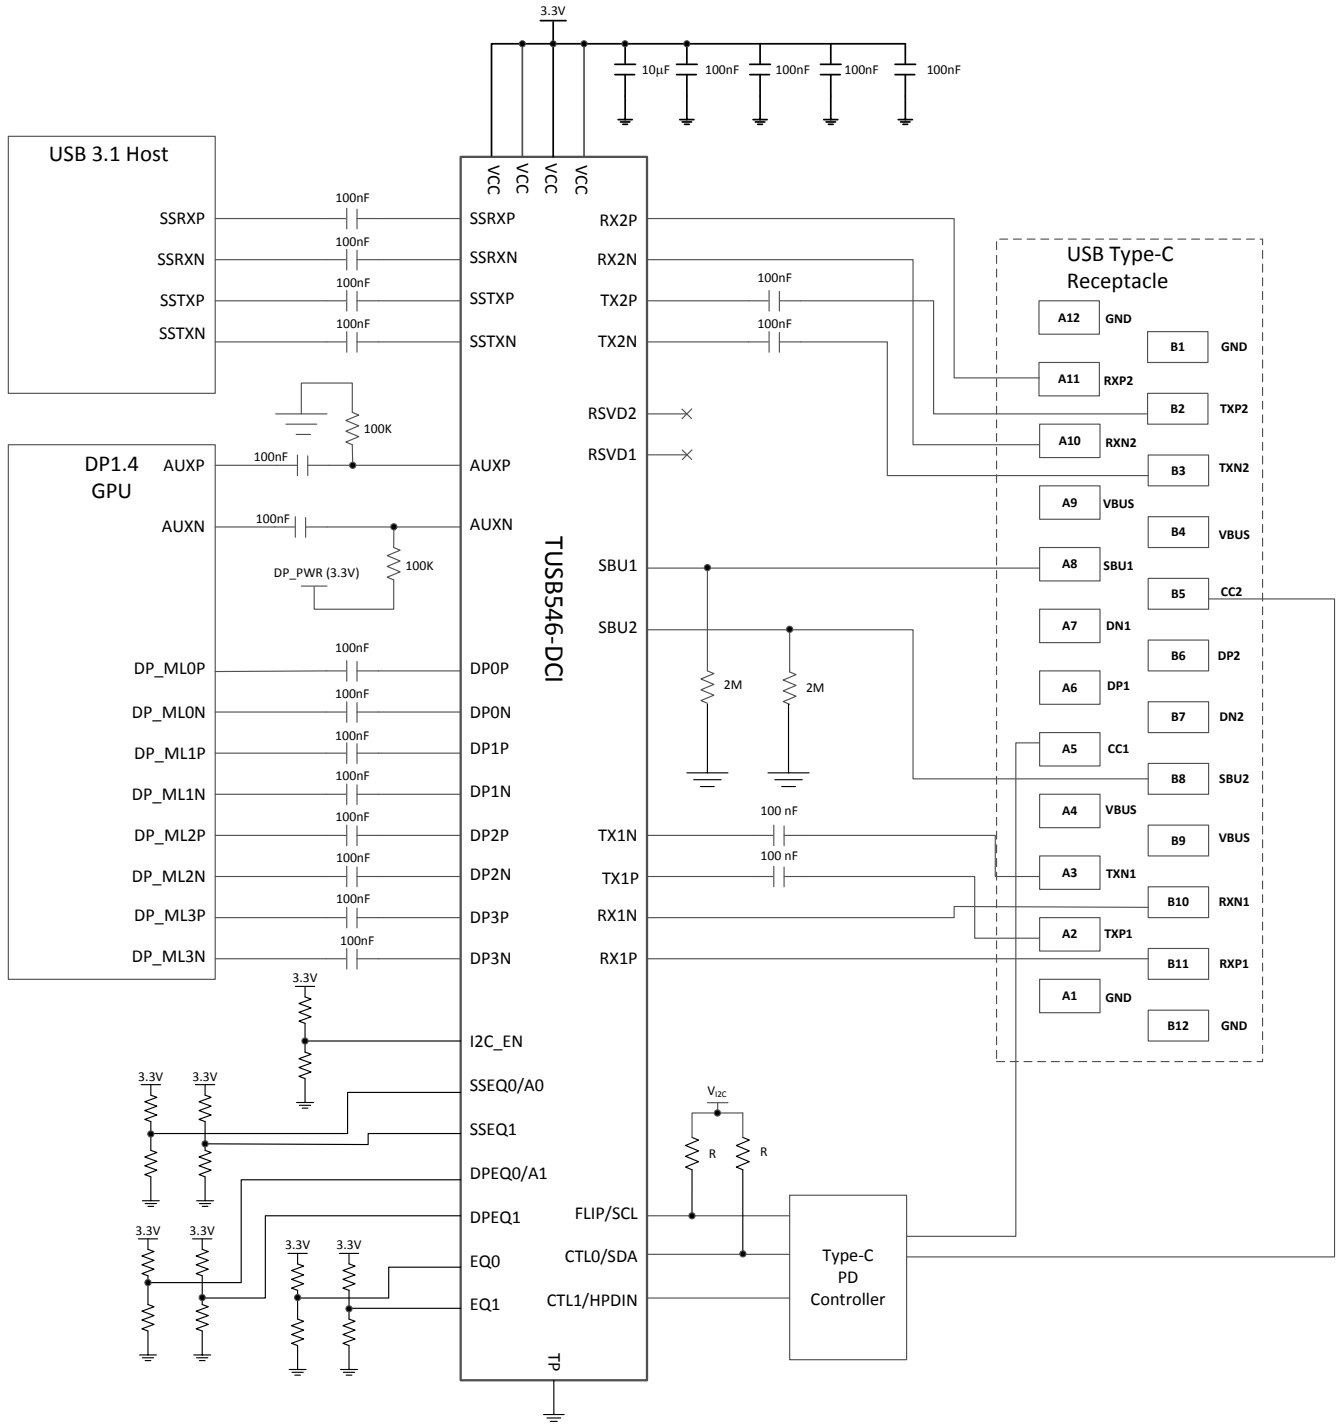 3.3V
10µF
100nF
100nF
100nF
100nF
USB 3.1 Host
SSRXP
SSRXN
SSTXP
SSTXN
100nF
100nF
100nF
100nF
100K
DP1.4
GPU
AUXP
AUXN
100nF
100nF
100K
DP_PWR (3.3V)
DP_ML0P
DP_ML0N
DP_ML1P
DP_ML1N
DP_ML2P
DP_ML2N
DP_ML3P
DP_ML3N
100nF
100nF
100nF
100nF
100nF
100nF
100nF
100nF
3.3V
3.3V
3.3V
3.3V
3.3V
3.3V
3.3V
VCC
VCC
VCC
VCC
SSRXP
SSRXN
SSTXP
SSTXN
AUXP
AUXN
DP0P
DP0N
DP1P
DP1N
DP2P
DP2N
DP3P
DP3N
I2C_EN
SSEQ0/A0
SSEQ1
DPEQ0/A1
DPEQ1
EQ0
EQ1
TUSB546-DCI
TP
RX2P
RX2N
TX2P
TX2N
RSVD2
RSVD1
SBU1
SBU2
TX1N
TX1P
RX1N
RX1P
FLIP/SCL
CTL0/SDA
CTL1/HPDIN
100nF
100nF
2M
2M
100 nF
100 nF
VI2C
R
R
Type-C
PD
Controller
USB Type-C
Receptacle
A12 GND
B1 GND
A11 RXP2
B2 TXP2
A10 RXN2
B3 TXN2
A9 VBUS
B4 VBUS
A8 SBU1
B5 CC2
A7 DN1
B6 DP2
A6 DP1
B7 DN2
A5 CC1
B8 SBU2
A4 VBUS
B9 VBUS
A3 TXN1
B10 RXN1
A2 TXP1
B11 RXP1
A1 GND
B12 GND